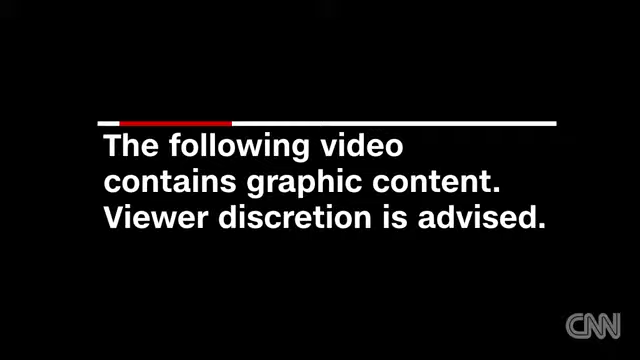 The following video
contains graphic content.
Viewer discretion is advised.
CNN